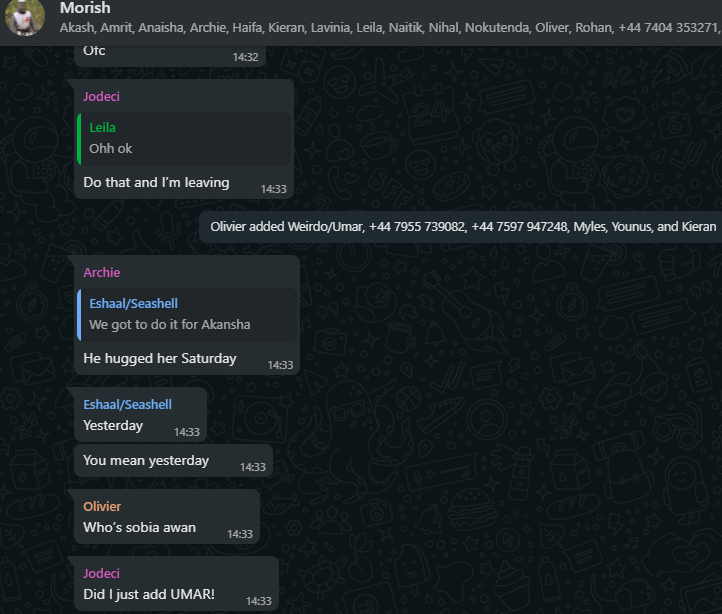 Morish
Akash, Amrit, Anaisha, Archie, Haifa, Kieran, Lavinia, Leila, Naitik, Nihal, Nokutenda, Oliver, Rohan, +44 7404 353271,
Ofc
14:32
Jodeci
Leila
Ohh ok
Do that and I'm leaving
14:33
Olivier added Weirdo/Umar, +44 7955 739082, +44 7597 947248, Myles, Younus, and Kieran
Archie
Eshaal/Seashell
We got to do it for Akansha
He hugged her Saturday
14:33
Eshaal/Seashell
Yesterday
14:33
You mean yesterday
14:33
Olivier
Who's sobia awan
14:33
Jodeci
Did I just add UMAR!
14:33